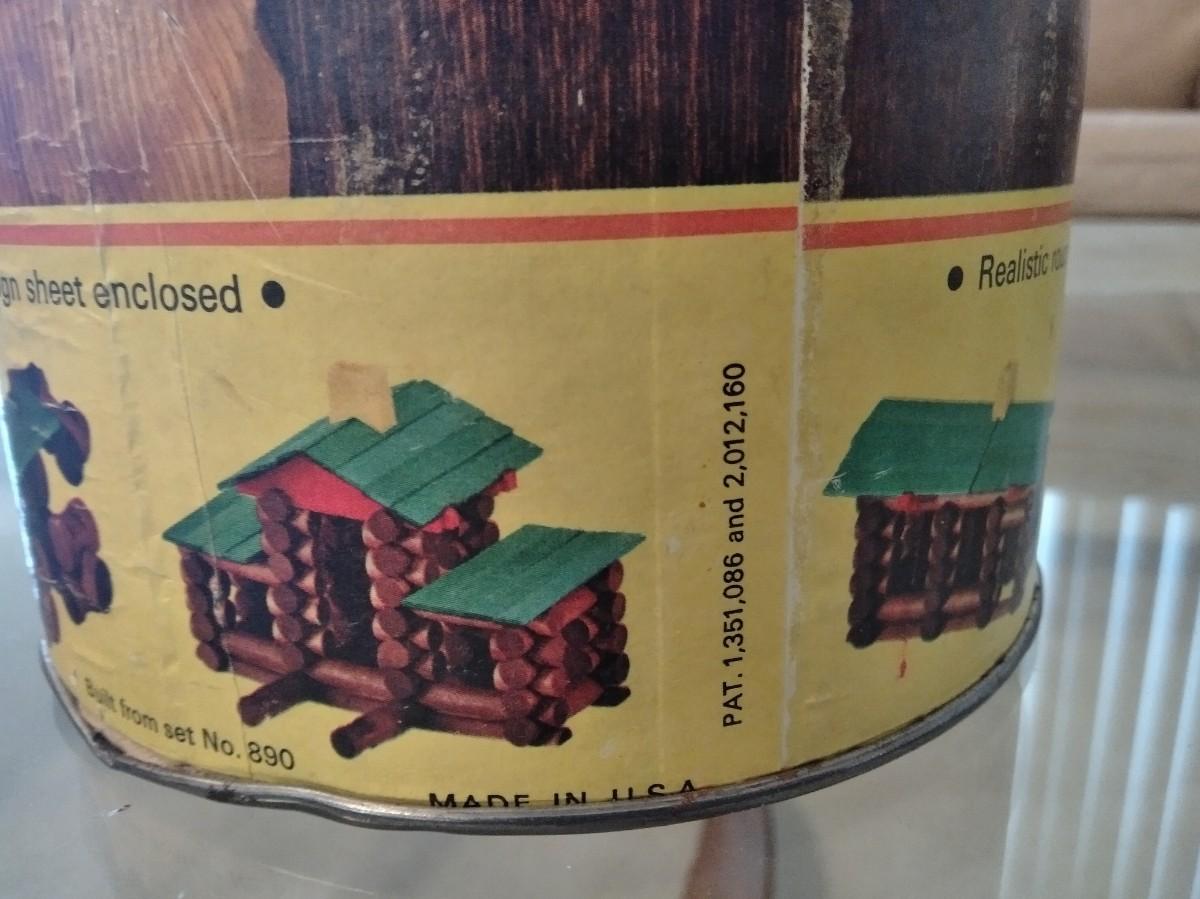 sheet enclosed ●
● Realistic
PAT. 1,351,086 and 2,012,160
Built from set No. 890
MADE IN U.S.A.